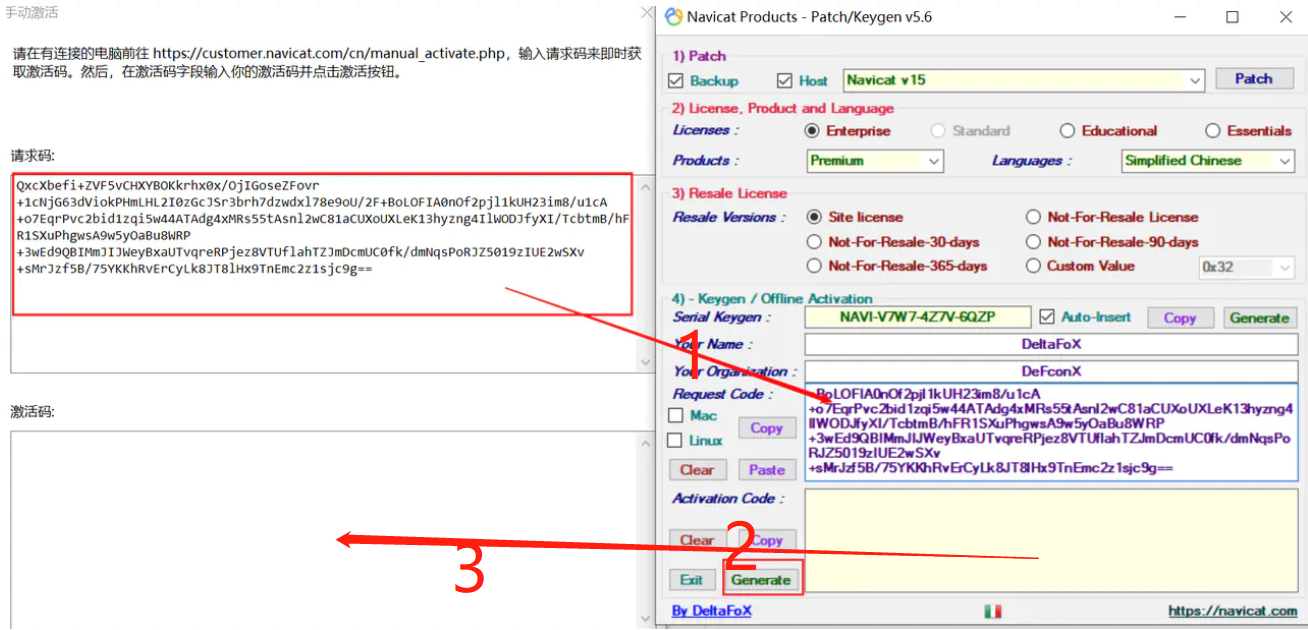 手动激活
请在有连接的电脑前往 https://customer.navicat.com/cn/manual_activate.php，输入请求码来即时获
取激活码。然后，在激活码字段输入你的激活码并点击激活按钮。
请求码:
QxcXbefi+ZVF5vCHXYBOKkrhx0x/OjIGoseZFovr
+1cNjG63dViokPHmLHL2I0zGcJSr3brh7dzwdxl78e9oU/2F+BoLOFIA0nOf2pjl1kUH23im8/u1cA
+o7EqrPvc2bid1zqi5w44ATAdg4xMRs55tAsnl2wC81aCUXoUXLeK13hyzng4IlWODJfyXI/TcbtmB/hF
R1SXuPhgwsA9w5yOaBu8WRP
+3wEd9QBIMmJIJWeyBxaUTvqreRPjez8VTUflahTZJmDcmUC0fk/dmNqsPoRJZ5019zIUE2wSXv
+sMrJzf5B/75YKKhRvErCyLk8JT8lHx9TnEmc2z1sjc9g==
激活码:
3
Navicat Products - Patch/Keygen v5.6
1) Patch
Backup Host Navicat v15 Patch
2) License, Product and Language
Licenses : Enterprise Standard Educational Essentials
Products : Premium Languages : Simplified Chinese
3) Resale License
Resale Versions : Site license Not-For-Resale License
Not-For-Resale-30-days Not-For-Resale-90-days
Not-For-Resale-365-days Custom Value 0x32
4) - Keygen / Offline Activation
Serial Keygen : NAVI-V7W7-4Z7V-6QZP Auto-Insert Copy Generate
Your Name : DeltaFoX
1
Your Organization : DeFconX
Request Code :
Mac
Linux
Copy
Clear Paste
BoLOFIA0nOf2pjl1kUH23im8/u1cA
+o7EqrPvc2bid1zqi5w44ATAdg4xMRs55tAsnl2wC81aCUXoUXLeK13hyzng4
IlWODJfyXI/TcbtmB/hFR1SXuPhgwsA9w5yOaBu8WRP
+3wEd9QBIMmJIJWeyBxaUTvqreRPjez8VTUflahTZJmDcmUC0fk/dmNqsPo
RJZ5019zIUE2wSXv
+sMrJzf5B/75YKKhRvErCyLk8JT8lHx9TnEmc2z1sjc9g==
Activation Code :
Clear Copy
2
Exit Generate
By DeltaFoX https://navicat.com